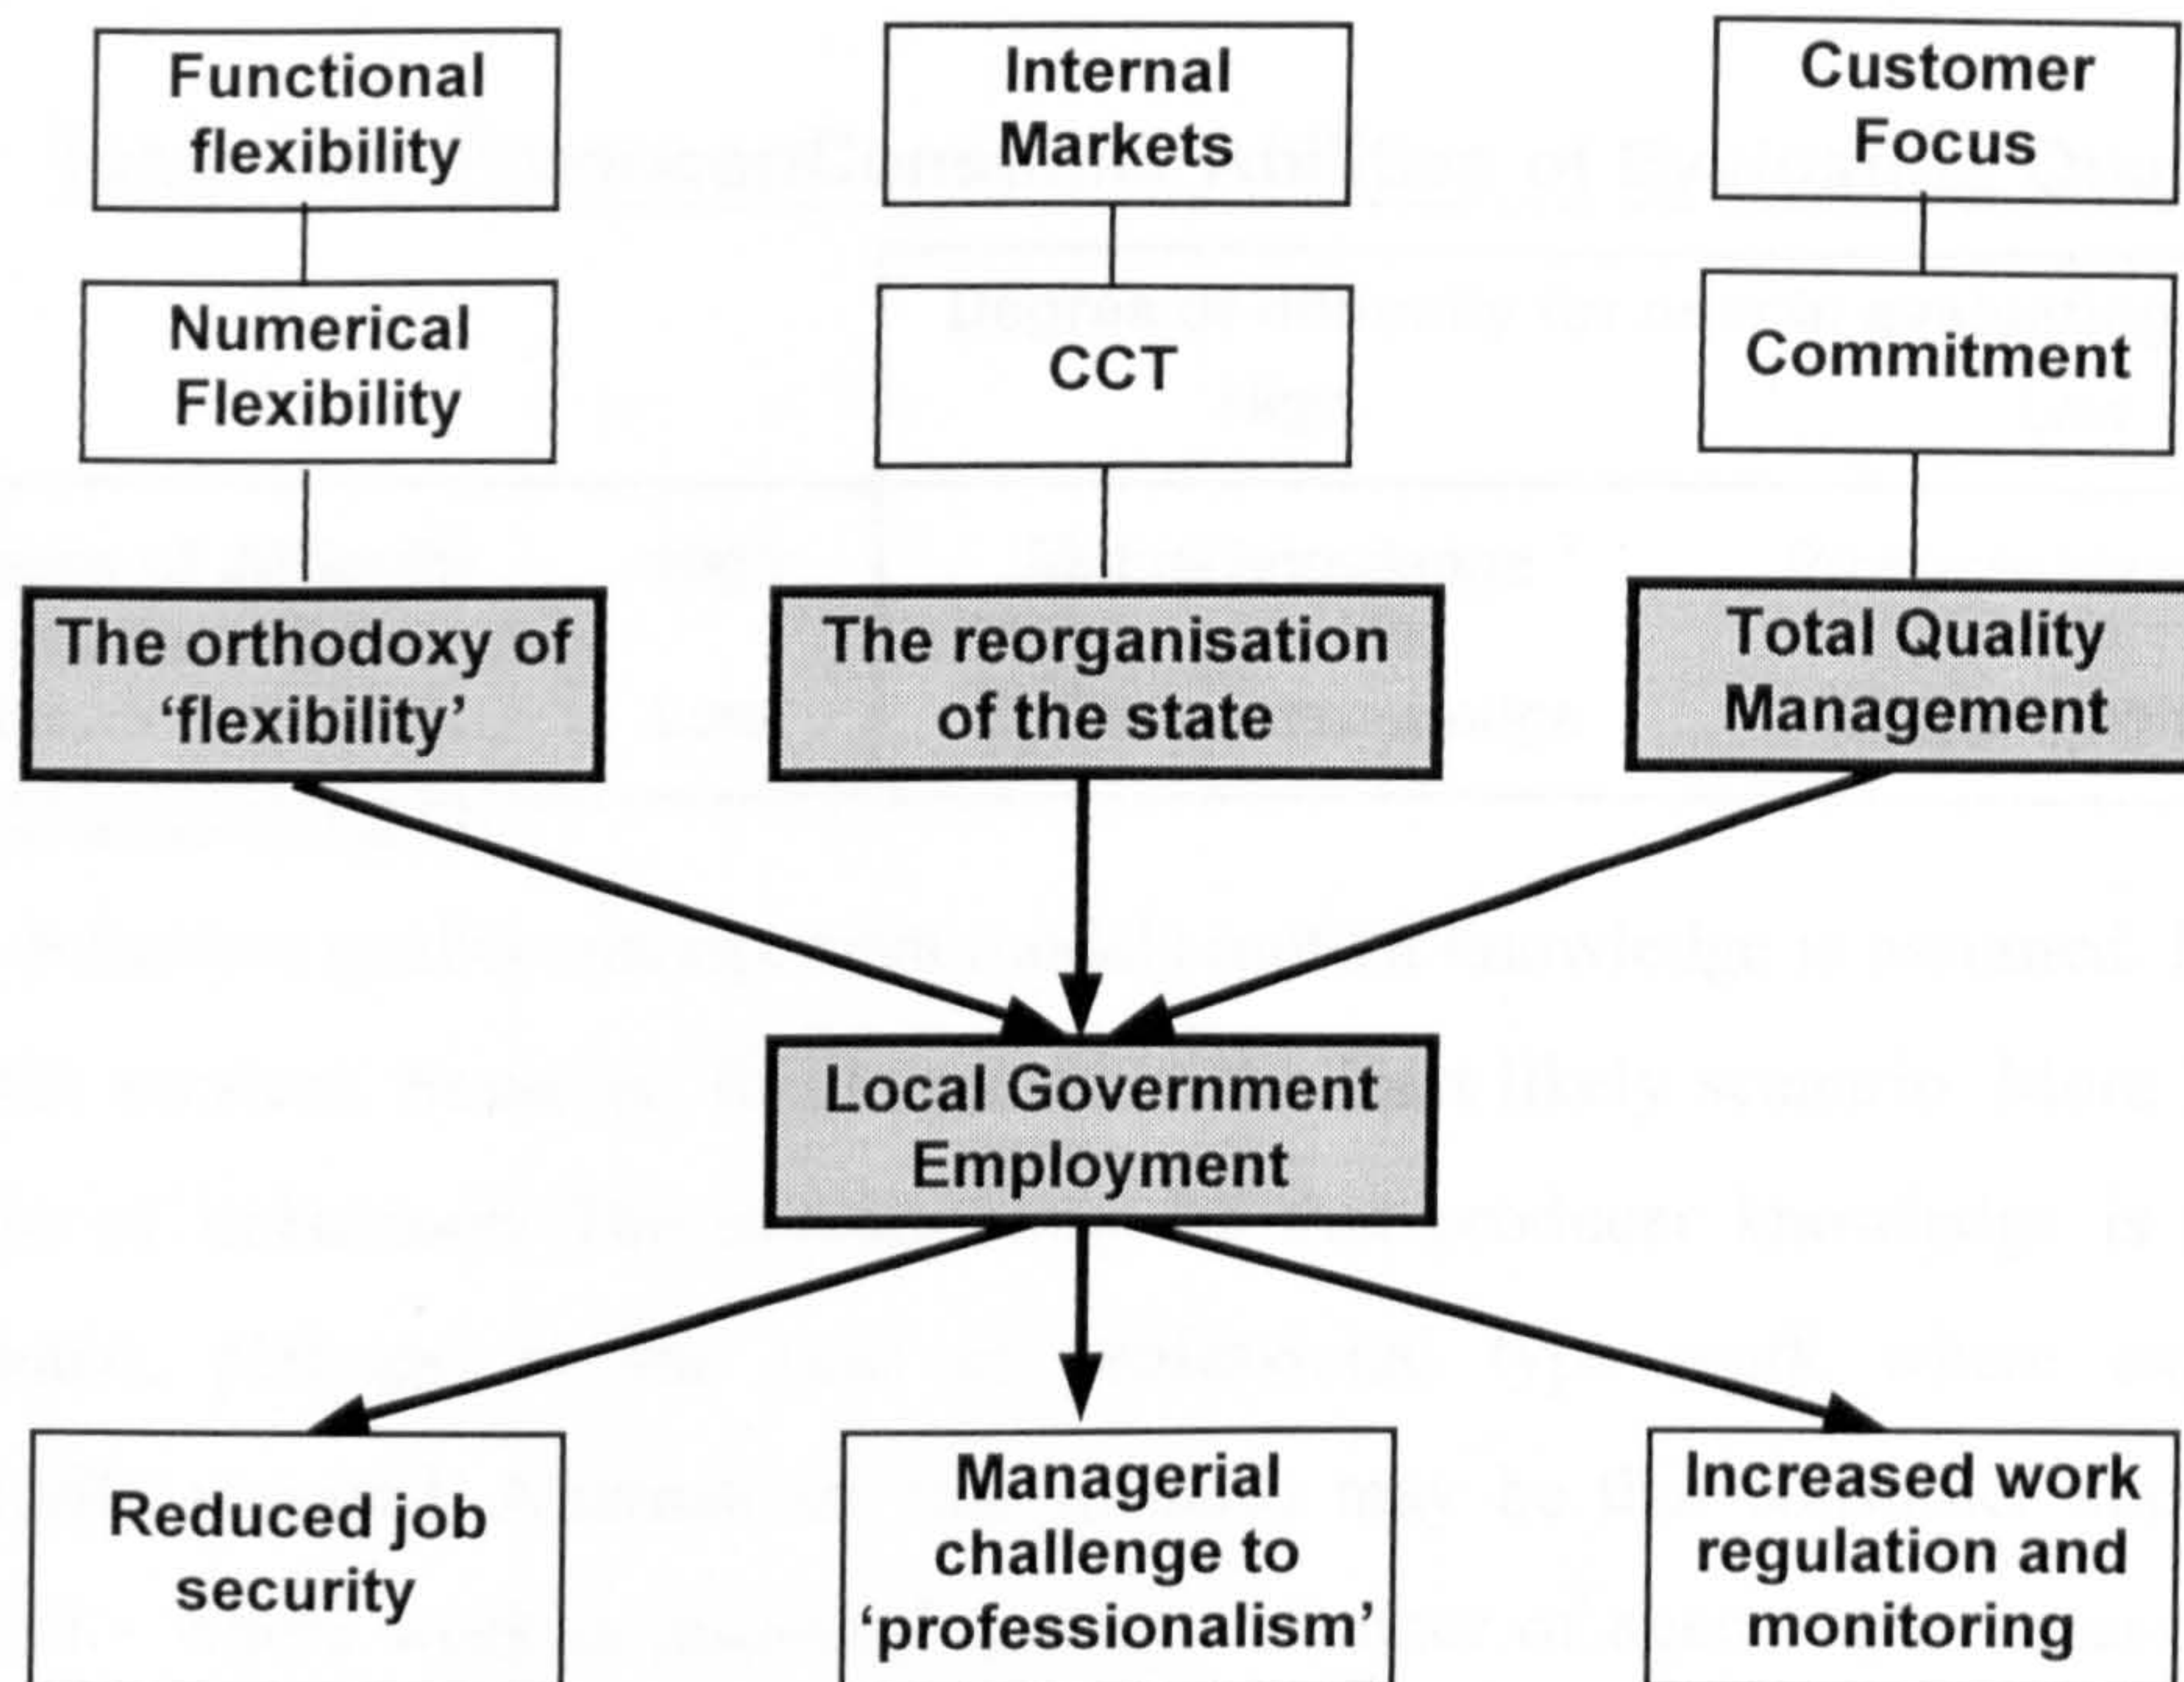 Functional
flexibility
Internal
Markets
Customer
Focus
Numerical
Flexibility
CCT
Commitment
The orthodoxy of
‘flexibility’
The reorganisation
of the state
Total Quality
Management
Local Government
Employment
Reduced job
security
Managerial
challenge to
‘professionalism’
Increased work
regulation and
monitoring